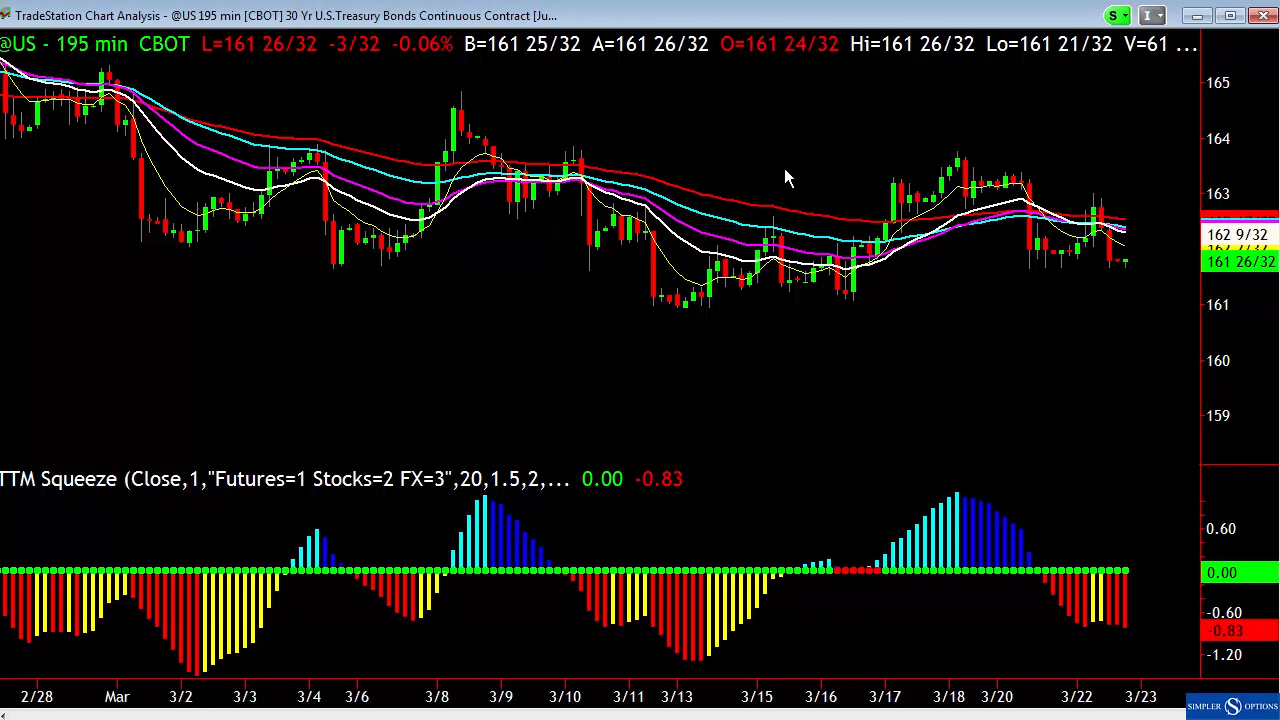 TradeStation Chart Analysis - @US 195 min [CBOT] 30 Yr U.S.Treasury Bonds Continuous Contract [Ju...
S
I
@US - 195 min CBOT L=161 26/32 -3/32 -0.06% B=161 25/32 A=161 26/32 O=161 24/32 Hi=161 26/32 Lo=161 21/32 V=61 ...
165
164
163
162 9/32
161 26/32
161
160
159
TTM Squeeze (Close,1,"Futures=1 Stocks=2 FX=3",20,1.5,2,... 0.00 -0.83
0.60
0.00
-0.60
-0.83
-1.20
2/28 Mar 3/2 3/3 3/4 3/6 3/8 3/9 3/10 3/11 3/13 3/15 3/16 3/17 3/18 3/20 3/22 3/23
SIMPLER S OPTIONS